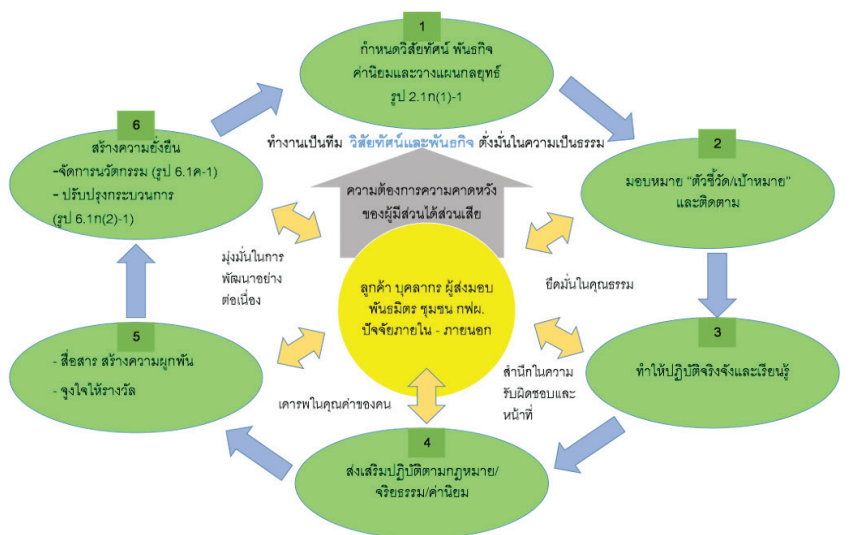 1
กำหนดวิสัยทัศน์ พันธกิจ
ค่านิยมและวางแผนกลยุทธ์
รูป 2.1ก(1)-1
2
มอบหมาย "ตัวชี้วัด/เป้าหมาย"
และติดตาม
3
ทำให้ปฏิบัติจริงจังและเรียนรู้
4
ส่งเสริมปฏิบัติตามกฎหมาย/
จริยธรรม/ค่านิยม
5
- สื่อสาร สร้างความผูกพัน
- จูงใจให้รางวัล
6
สร้างความยั่งยืน
-จัดการนวัตกรรม (รูป 6.1ค-1)
- ปรับปรุงกระบวนการ
(รูป 6.1ก(2)-1)
ทำงานเป็นทีม วิสัยทัศน์และพันธกิจ ตั่งมั่นในความเป็นธรรม
ความต้องการความคาดหวัง
ของผู้มีส่วนได้ส่วนเสีย
ลูกค้า บุคลากร ผู้ส่งมอบ
พันธมิตร ชุมชน กฟผ.
ปัจจัยภายใน - ภายนอก
ยึดมั่นในคุณธรรม
สำนึกในความ
รับผิดชอบและ
หน้าที่
เคารพในคุณค่าของคน
มุ่งมั่นในการ
พัฒนาอย่าง
ต่อเนื่อง